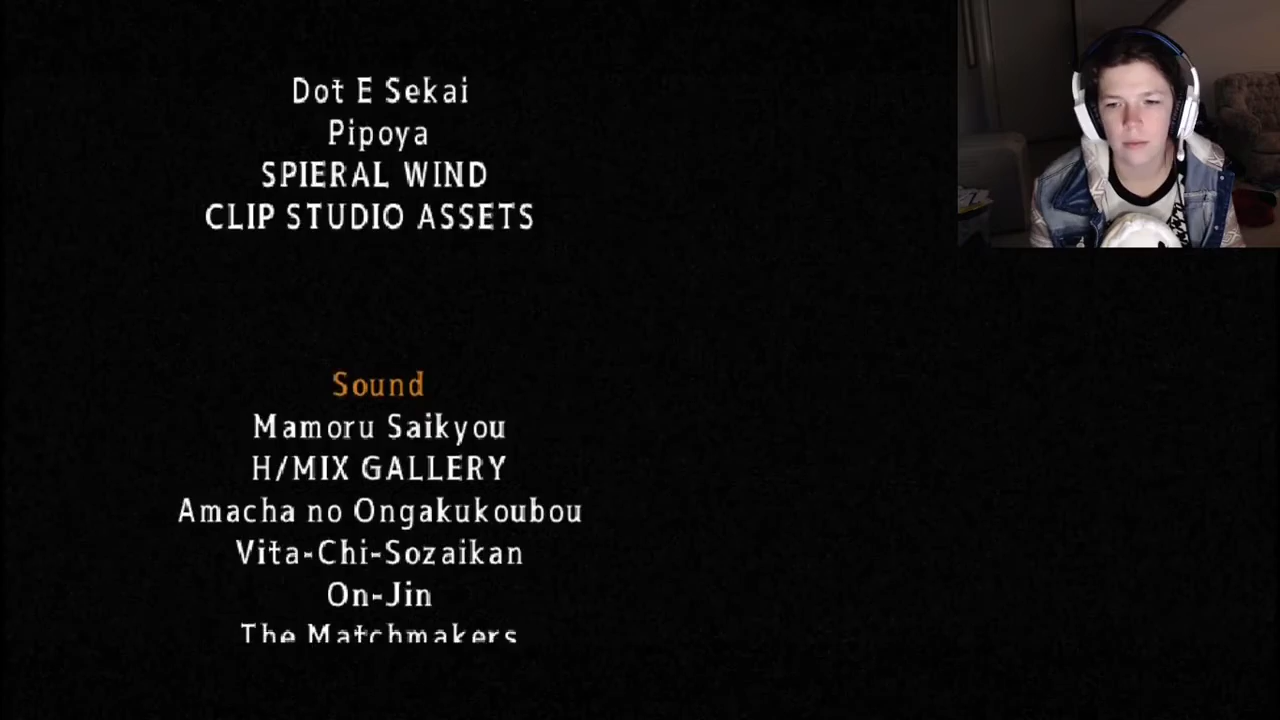 Dot E Sekai
Pipoya
SPIERAL WIND
CLIP STUDIO ASSETS
Sound
Mamoru Saikyou
H/MIX GALLERY
Amacha no Ongakukoubou
Vita-Chi-Sozaikan
On-Jin
The Matchmakers